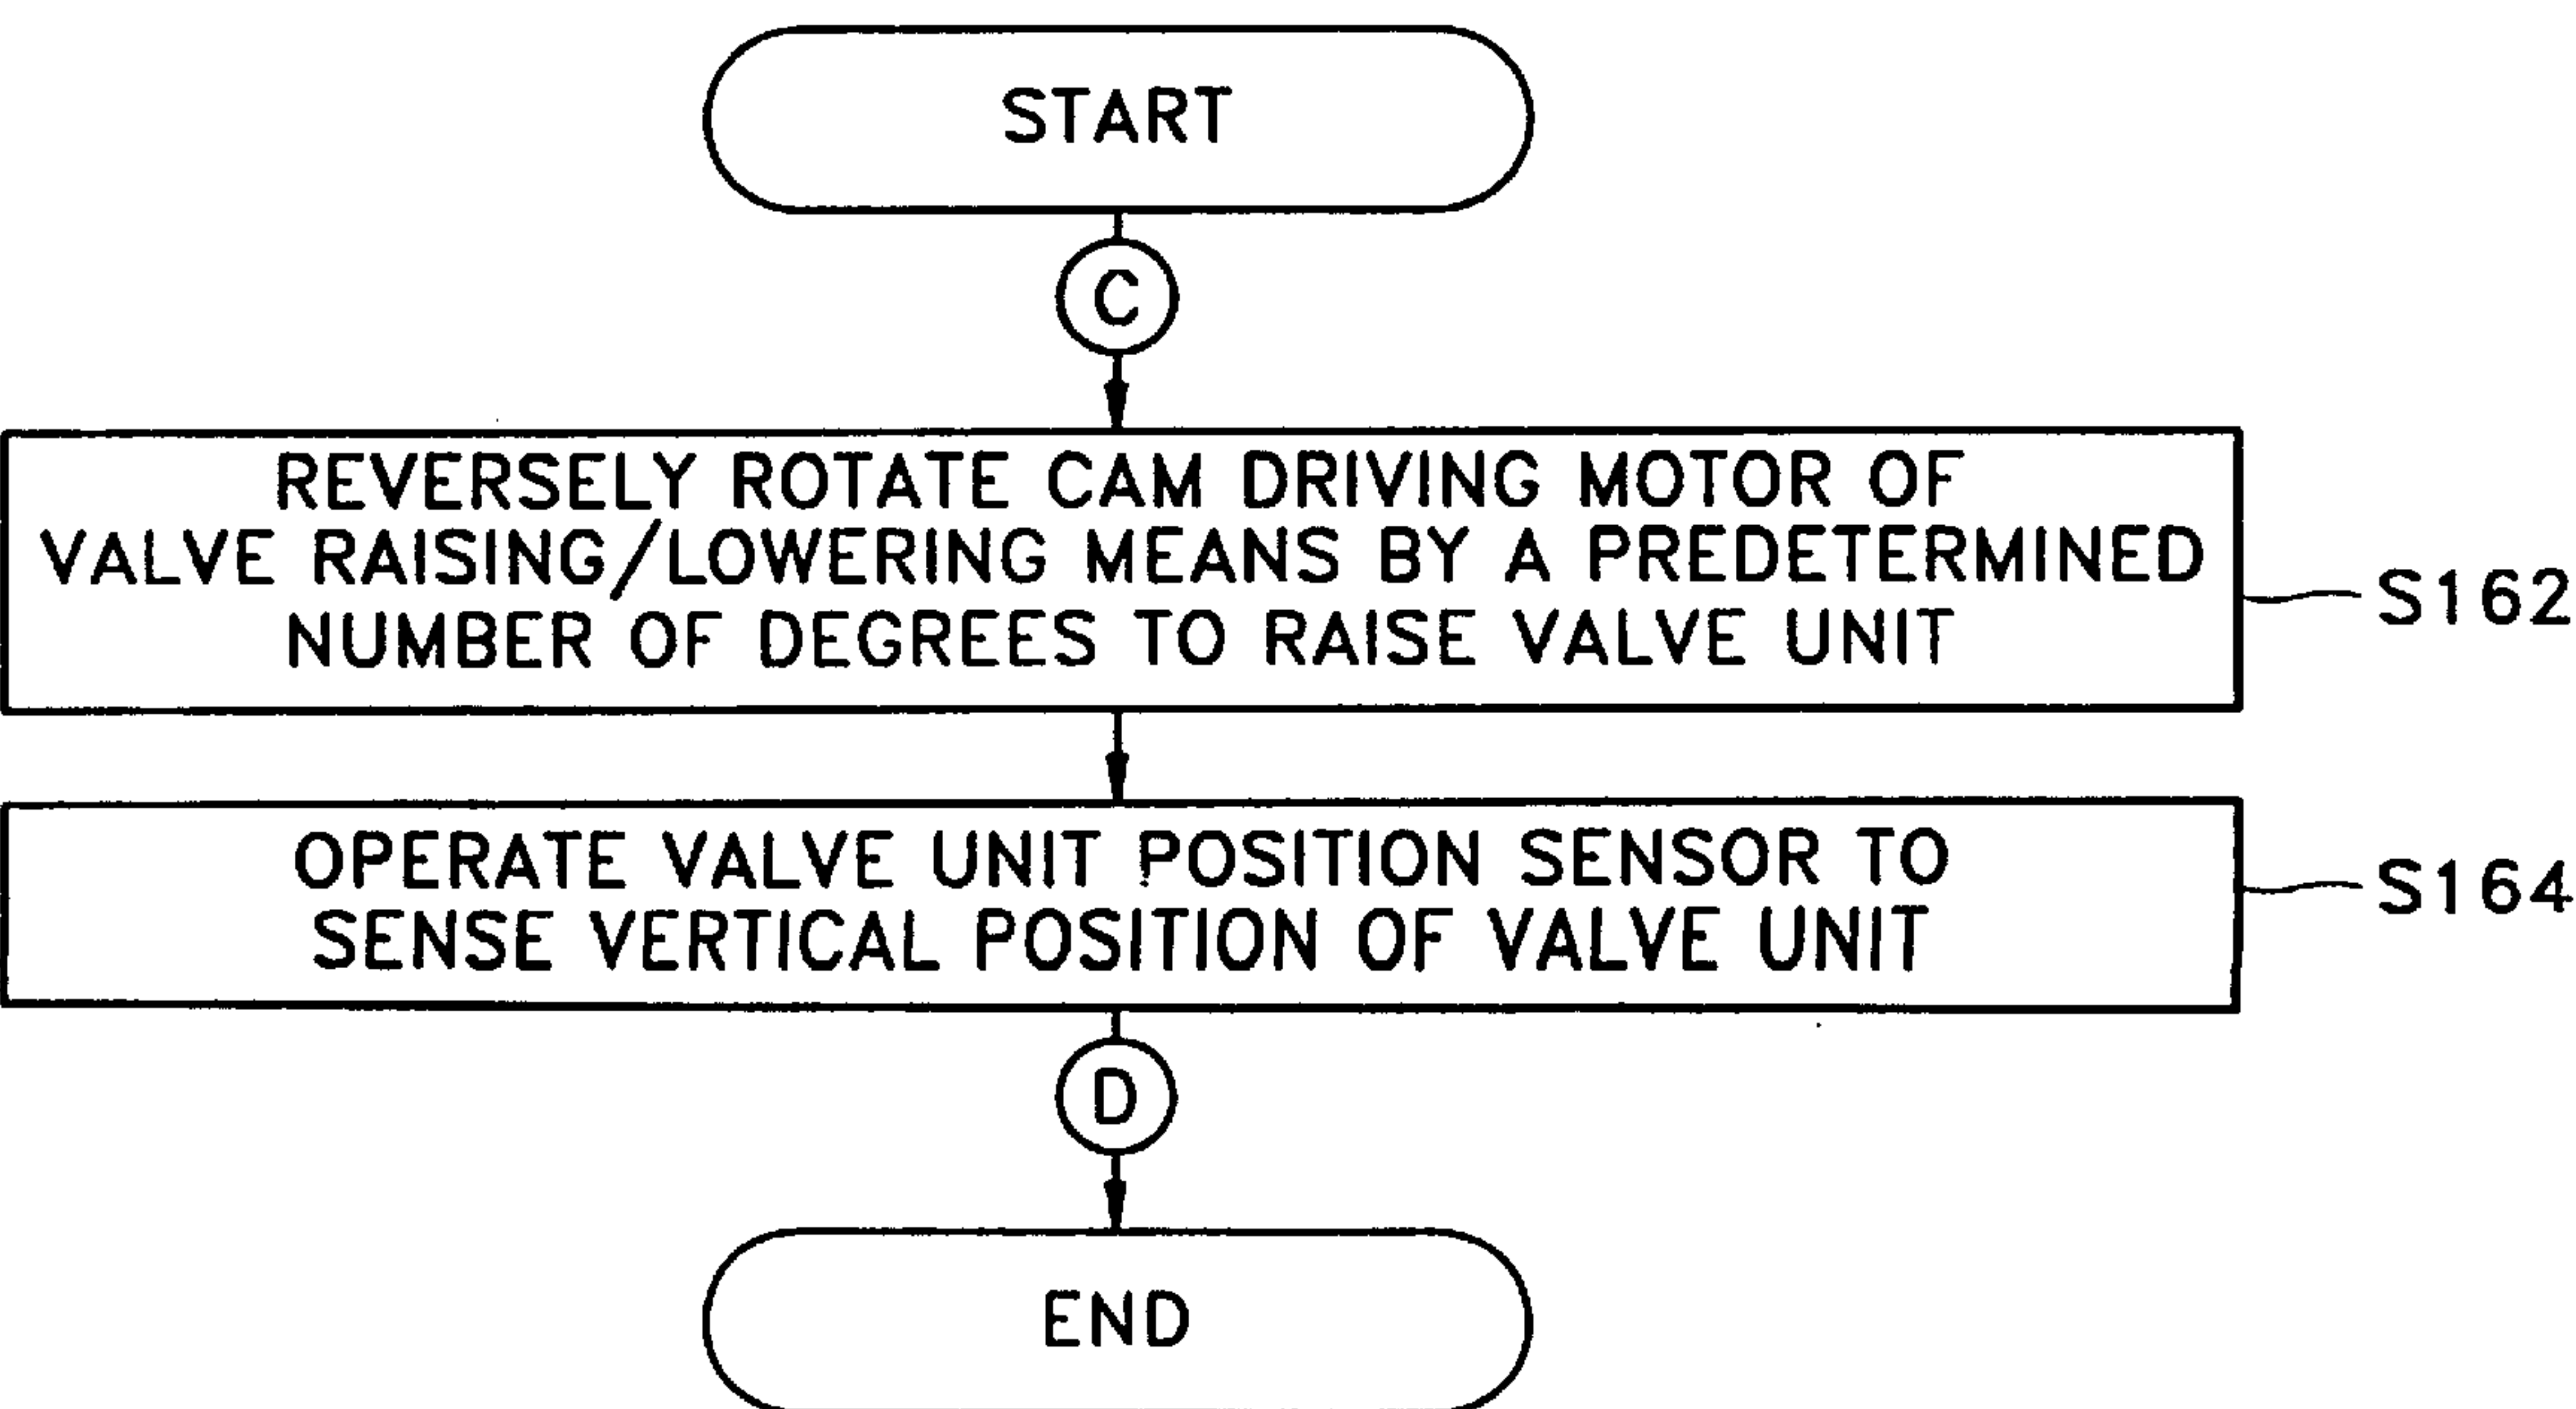 START
C
REVERSELY ROTATE CAM DRIVING MOTOR OF
VALVE RAISING/LOWERING MEANS BY A PREDETERMINED
NUMBER OF DEGREES TO RAISE VALVE UNIT
S162
OPERATE VALVE UNIT POSITION SENSOR TO
SENSE VERTICAL POSITION OF VALVE UNIT
S164
D
END